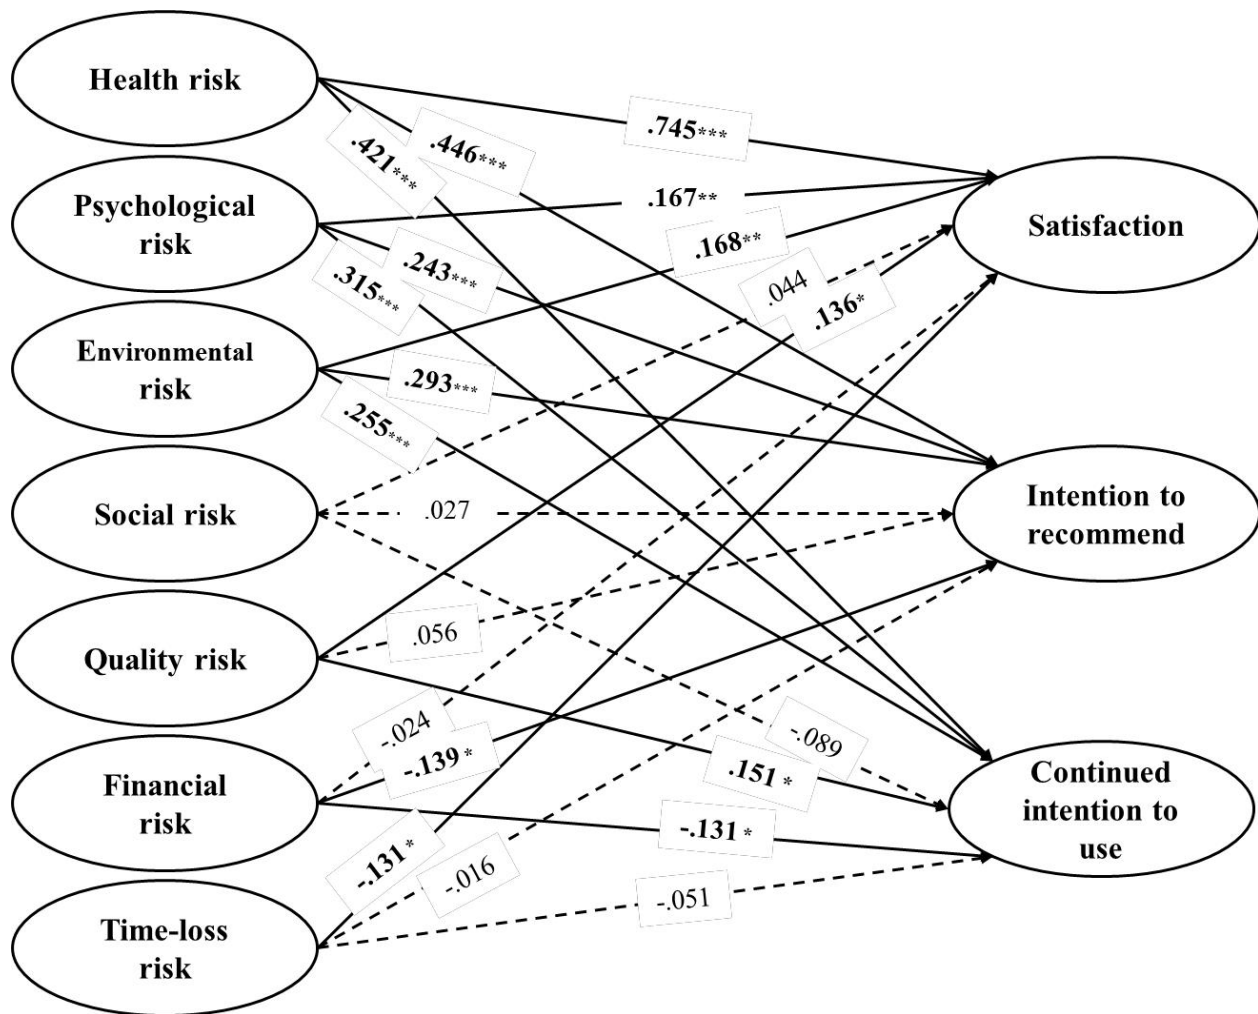 Health risk
Psychological
risk
Environmental
risk
Social risk
Quality risk
Financial
risk
Time-loss
risk
.745***
.446***
.421***
.167**
.243***
.315***
.168**
.293***
.255***
.044
.027
-.089
.136*
.056
.151 *
-.024
-.139 *
-.131 *
-.131 *
-.016
-.051
Satisfaction
Intention to
recommend
Continued
intention to
use